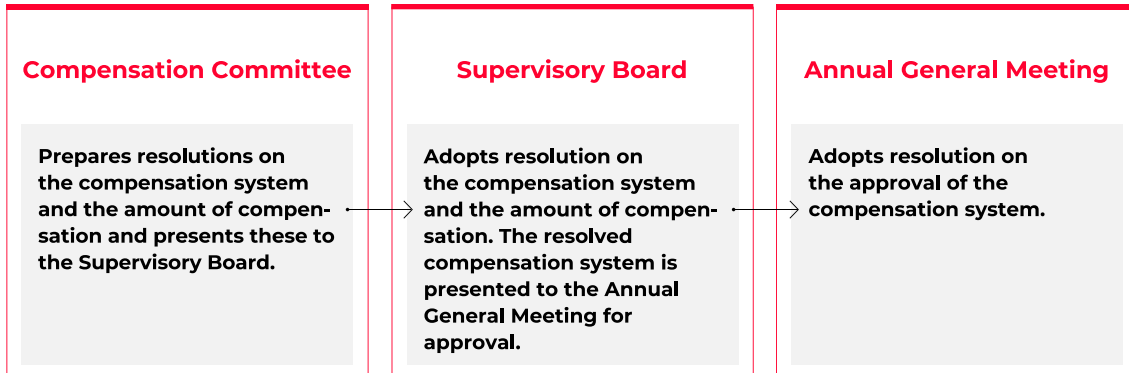 Compensation Committee
Prepares resolutions on
the compensation system
and the amount of compen-
sation and presents these to
the Supervisory Board.
Supervisory Board
Adopts resolution on
the compensation system
and the amount of compen-
sation. The resolved
compensation system is
presented to the Annual
General Meeting for
approval.
Annual General Meeting
Adopts resolution on
the approval of the
compensation system.